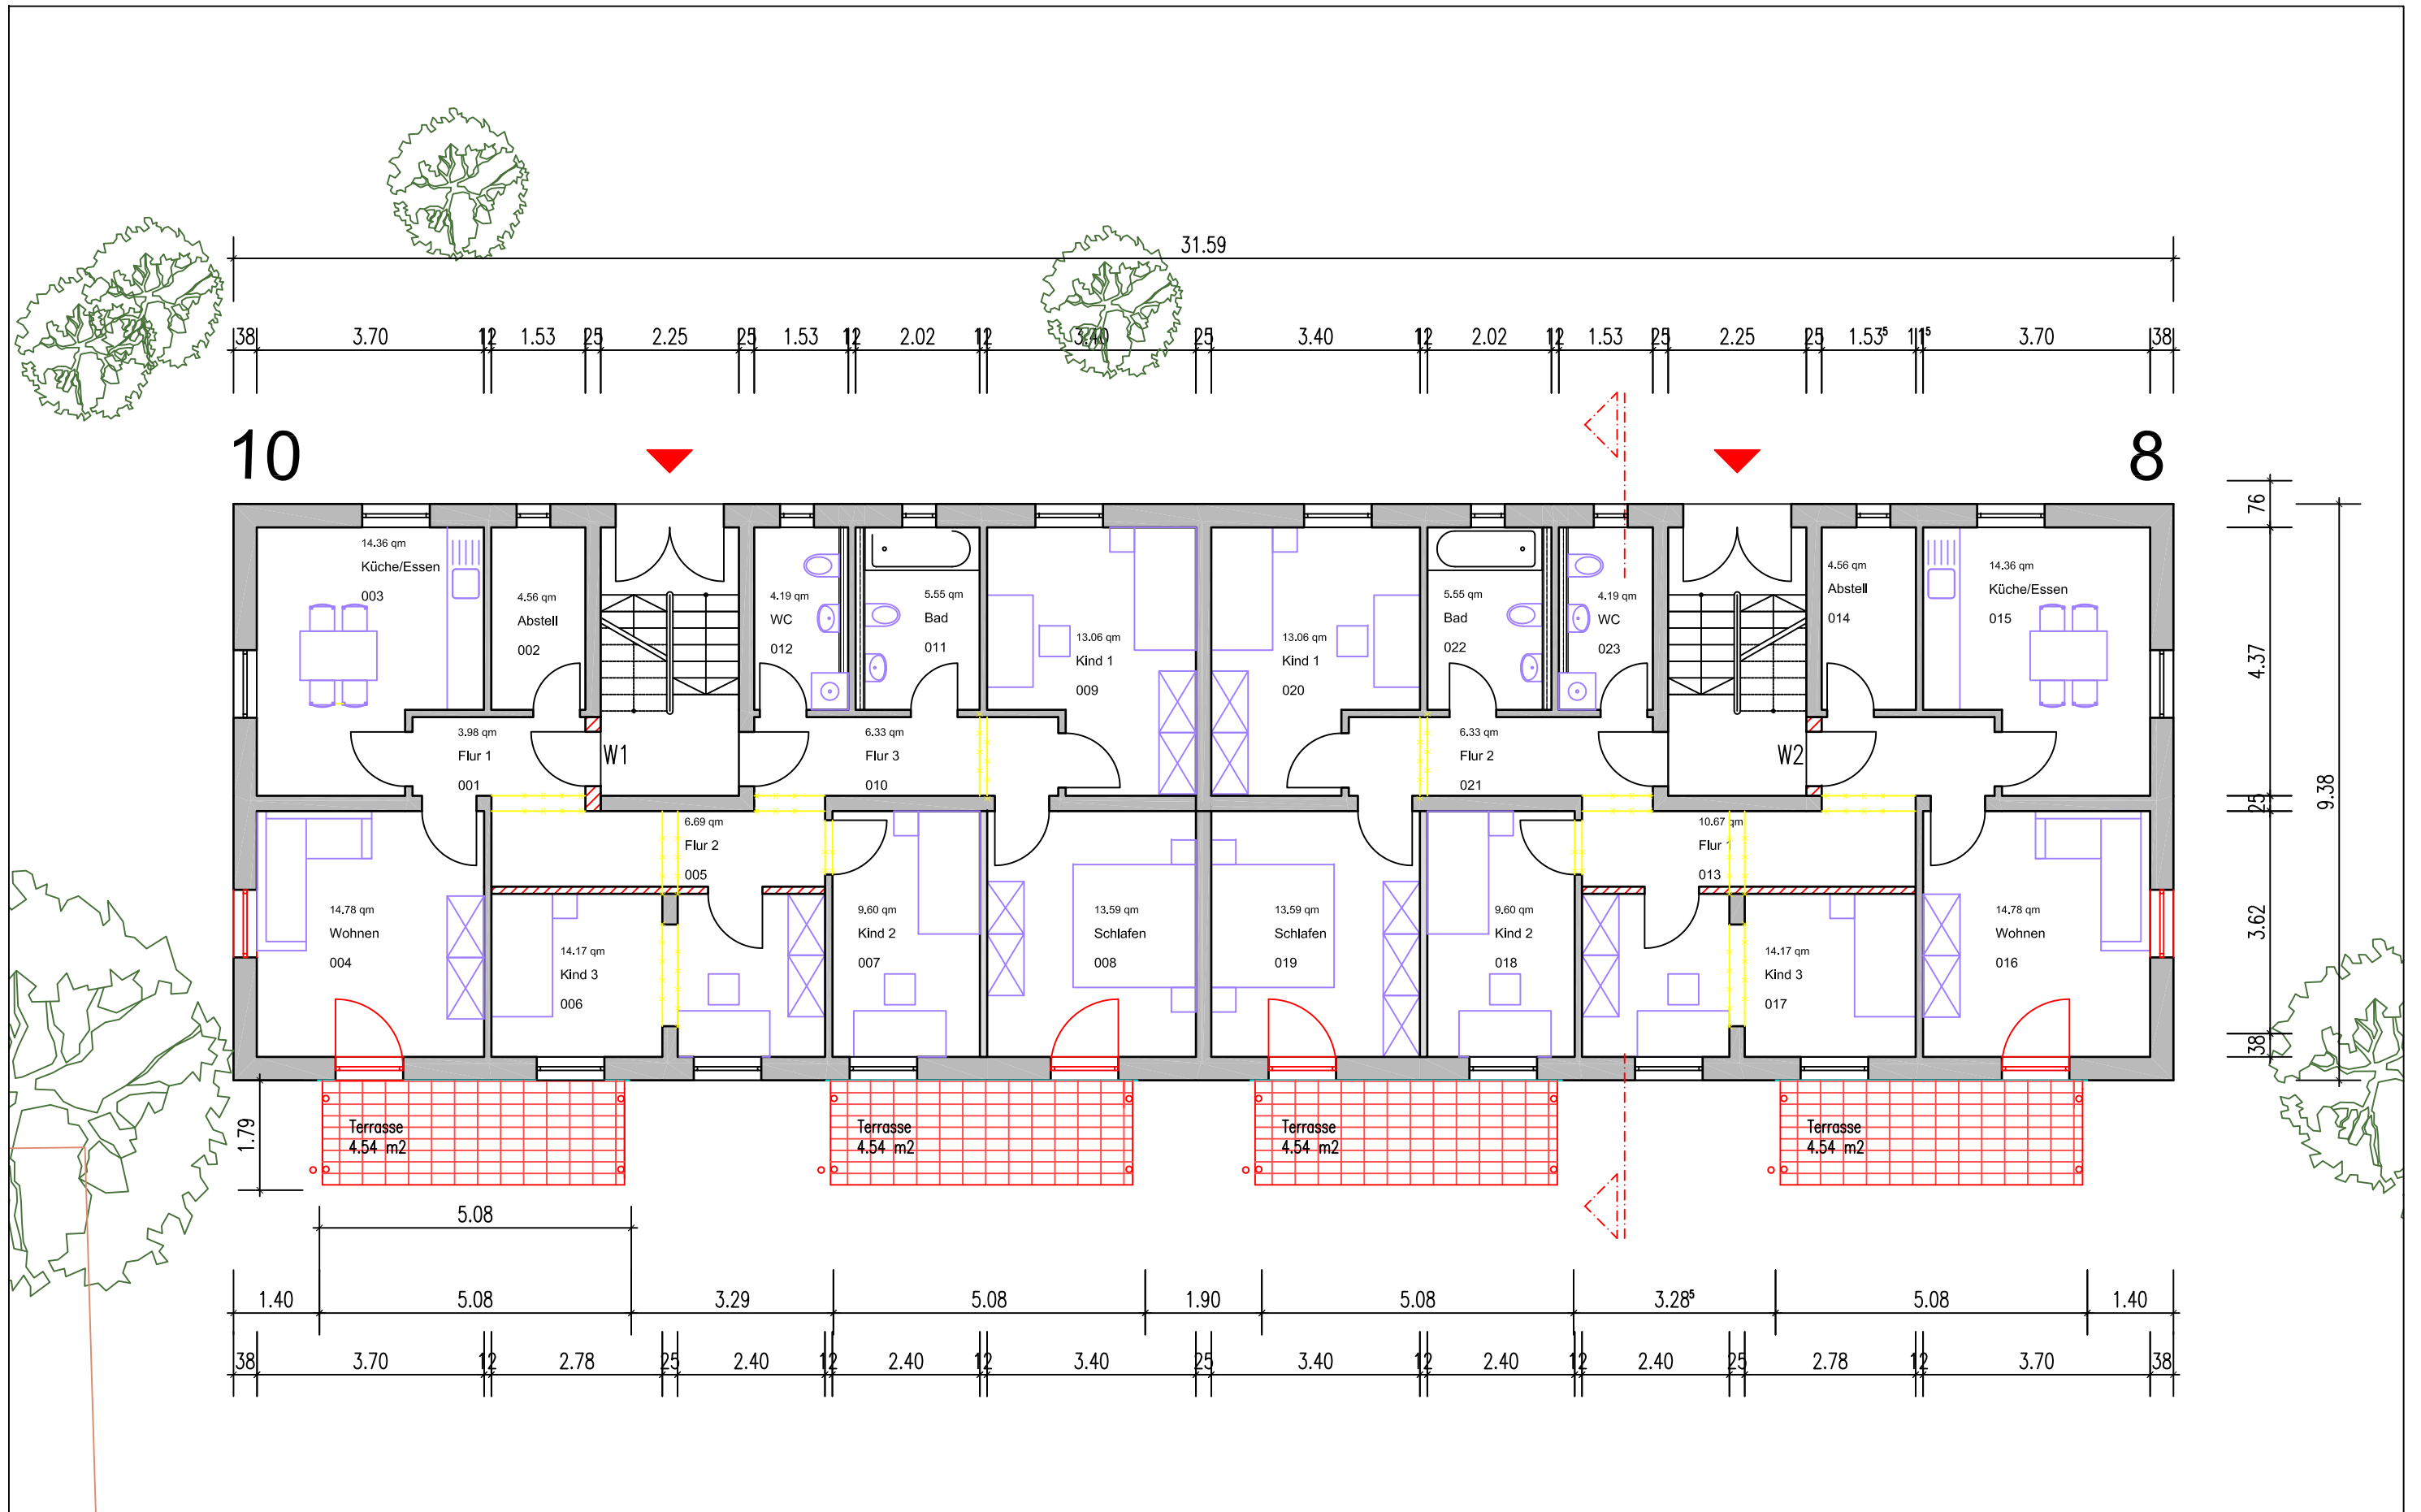 31.59
38 3.70 12 1.53 25 2.25 25 1.53 12 2.02 12 3.40 25 3.40 12 2.02 12 1.53 25 2.25 25 1.53⁵ 11⁵ 3.70 38
10
8
14.36 qm
Küche/Essen
003
4.56 qm
Abstell
002
4.19 qm
WC
012
5.55 qm
Bad
011
13.06 qm
Kind 1
009
13.06 qm
Kind 1
020
5.55 qm
Bad
022
4.19 qm
WC
023
4.56 qm
Abstell
014
14.36 qm
Küche/Essen
015
3.98 qm
Flur 1
001
W1
6.33 qm
Flur 3
010
6.33 qm
Flur 2
021
W2
6.69 qm
Flur 2
005
10.67 qm
Flur 1
013
14.78 qm
Wohnen
004
14.17 qm
Kind 3
006
9.60 qm
Kind 2
007
13.59 qm
Schlafen
008
13.59 qm
Schlafen
019
9.60 qm
Kind 2
018
14.17 qm
Kind 3
017
14.78 qm
Wohnen
016
76
4.37
25
3.62
38
9.38
1.79
Terrasse
4.54 m2
Terrasse
4.54 m2
Terrasse
4.54 m2
Terrasse
4.54 m2
5.08
1.40 5.08 3.29 5.08 1.90 5.08 3.28⁵ 5.08 1.40
38 3.70 12 2.78 25 2.40 12 2.40 12 3.40 25 3.40 12 2.40 12 2.40 25 2.78 12 3.70 38